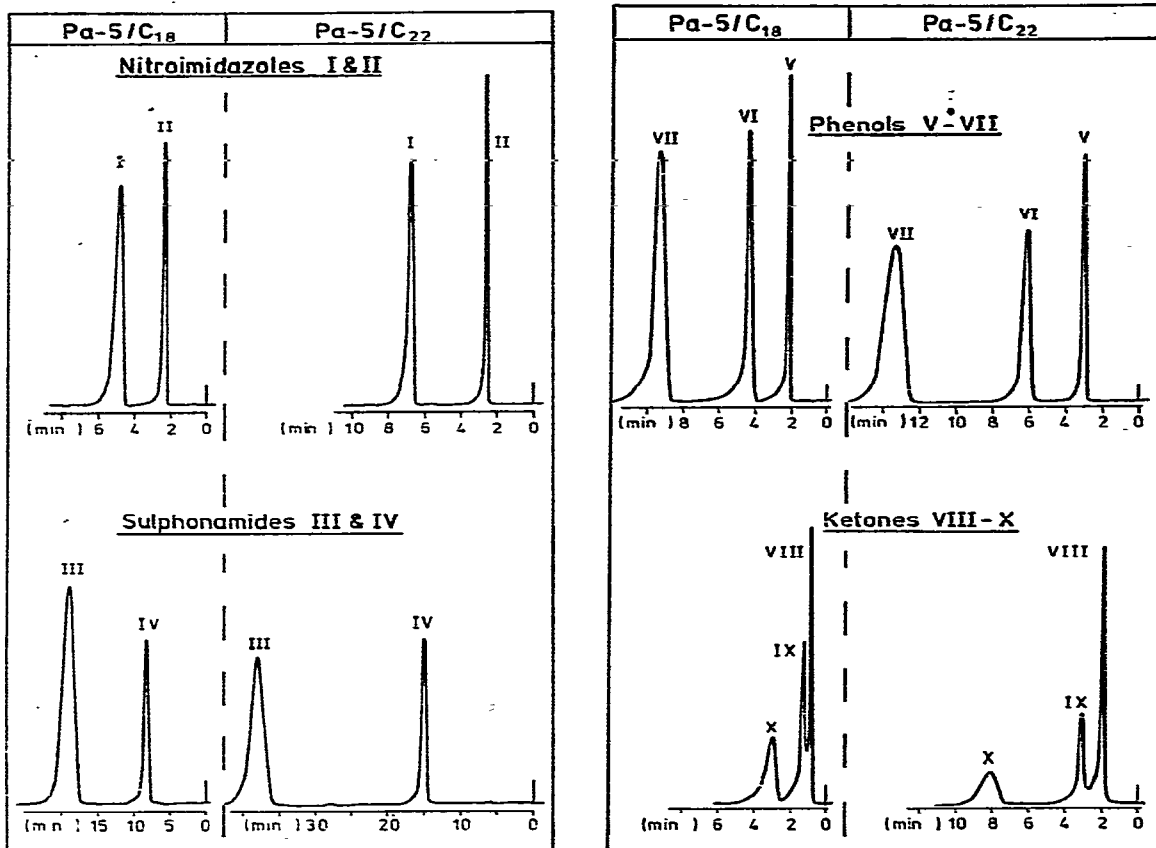 Pa-5/C18 Pa-5/C22
Nitroimidazoles I & II
I II I II
(min) 6 4 2 0 (min) 10 8 6 4 2 0
Sulphonamides III & IV
III IV III IV
(min) 15 10 5 0 (min) 30 20 10 0
Pa-5/C18 Pa-5/C22
Phenols V-VII
VII VI V VII VI V
(min) 8 6 4 2 0 (min) 12 10 8 6 4 2 0
Ketones VIII-X
VIII VIII
IX IX
X X
(min) 6 4 2 0 (min) 10 8 6 4 2 0